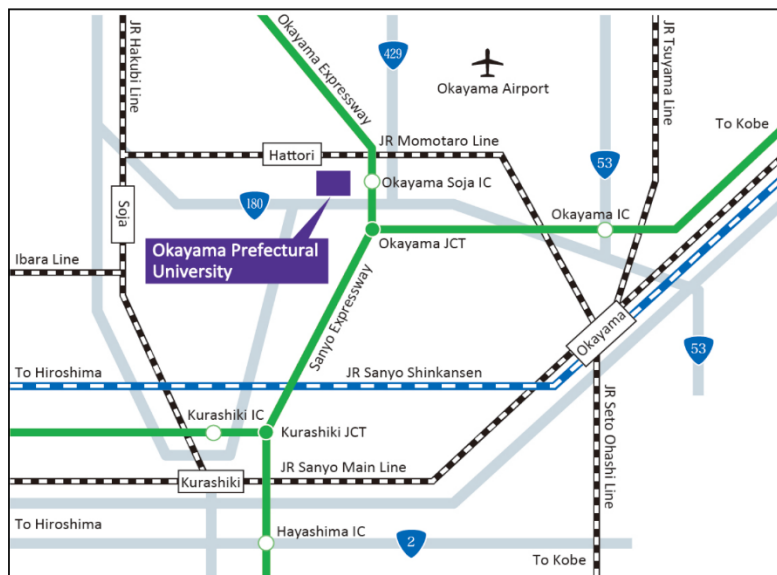 JR Hakubi Line
Okayama Expressway
429
Okayama Airport
JR Tsuyama Line
To Kobe
JR Momotaro Line
Hattori
53
Okayama Soja IC
180
Soja
Okayama IC
Okayama Prefectural
University
Okayama JCT
Ibara Line
Sanyo Expressway
Okayama
53
To Hiroshima
JR Sanyo Shinkansen
Kurashiki IC
Kurashiki JCT
JR Seto Ohashi Line
JR Sanyo Main Line
Kurashiki
To Hiroshima
Hayashima IC
2
To Kobe